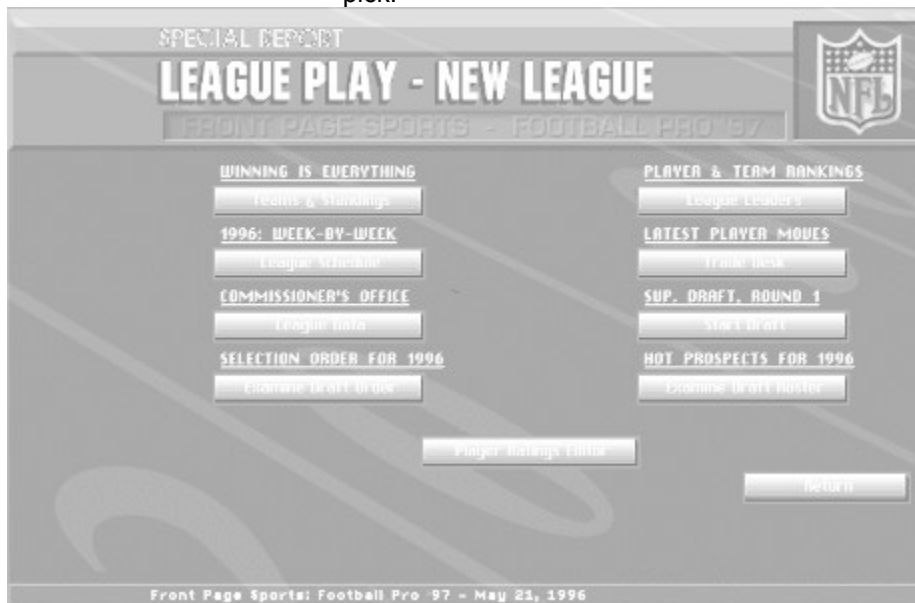 pick.
SPECIAL REPORT
NFL
LEAGUE PLAY - NEW LEAGUE
FRONT PAGE SPORTS - FOOTBALL PRO '97
WINNING IS EVERYTHING
PLAYER & TEAM RANKINGS
Teams & Standings
League Leaders
1996: WEEK-BY-WEEK
LATEST PLAYER MOVES
League Schedule
Trade Desk
COMMISSIONER'S OFFICE
SUP. DRAFT, ROUND 1
League Data
Start Draft
SELECTION ORDER FOR 1996
HOT PROSPECTS FOR 1996
Examine Draft Order
Examine Draft Roster
Player Ratings Editor
Return
Front Page Sports: Football Pro '97 - May 21, 1996